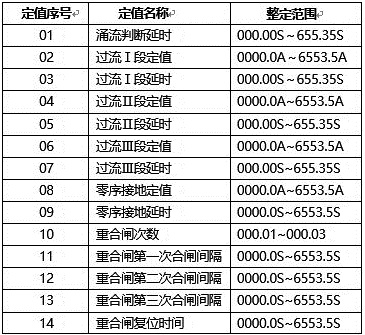 定值序号 定值名称 整定范围
01 涌流判断延时 000.00S～655.35S
02 过流Ⅰ段定值 0000.0A～6553.5A
03 过流Ⅰ段延时 000.00S~655.35S
04 过流Ⅱ段定值 0000.0A~6553.5A
05 过流Ⅱ段延时 000.00S~655.35S
06 过流Ⅲ段定值 0000.0A~6553.5A
07 过流Ⅲ段延时 000.00S~655.35S
08 零序接地定值 0000.0A~6553.5A
09 零序接地延时 0000.0S~6553.5S
10 重合闸次数 000.01~000.03
11 重合闸第一次合闸间隔 0000.0S~6553.5S
12 重合闸第二次合闸间隔 0000.0S~6553.5S
13 重合闸第三次合闸间隔 0000.0S~6553.5S
14 重合闸复位时间 0000.0S~6553.5S